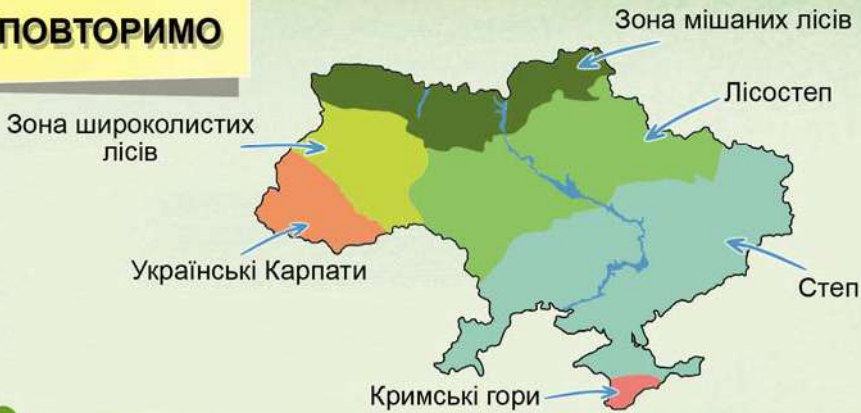 ПОВТОРИМО
Зона мішаних лісів
Лісостеп
Зона широколистих
лісів
Українські Карпати
Степ
Кримські гори